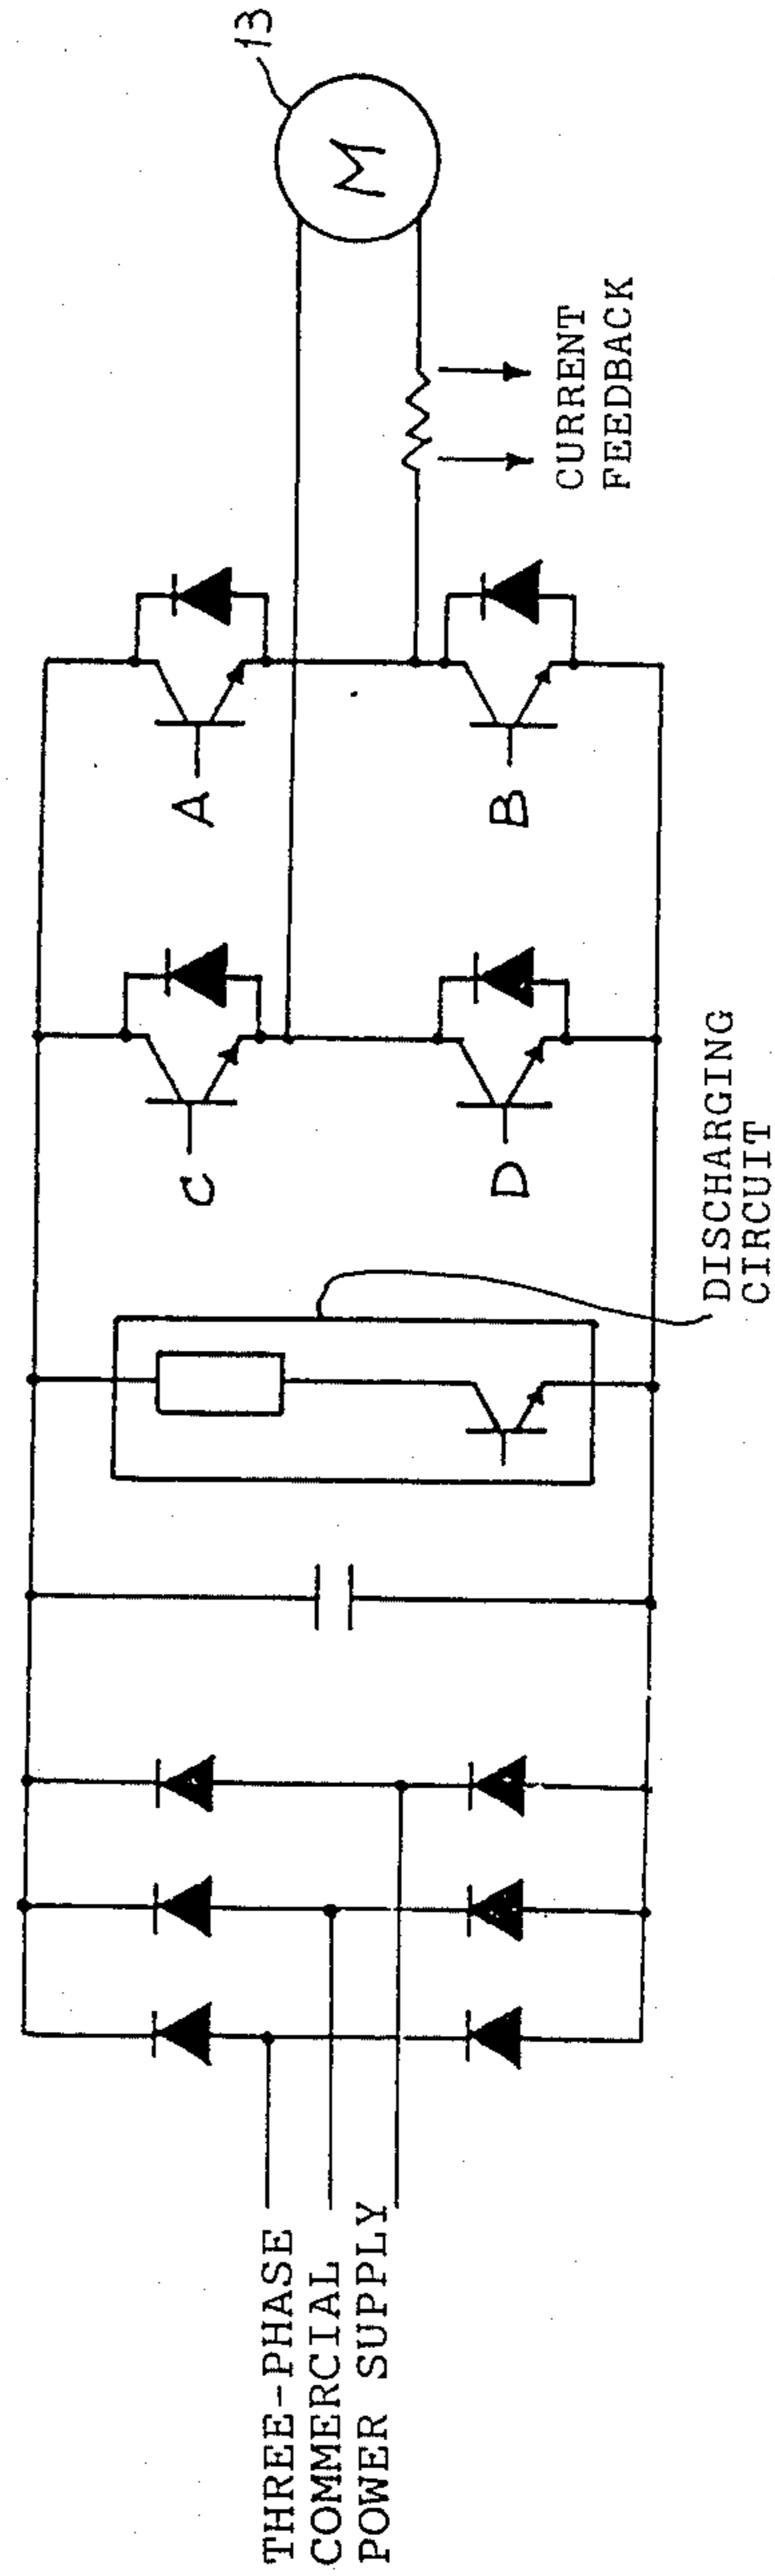 THREE-PHASE
COMMERCIAL
POWER SUPPLY
DISCHARGING
CIRCUIT
C
D
A
B
CURRENT
FEEDBACK
M
13